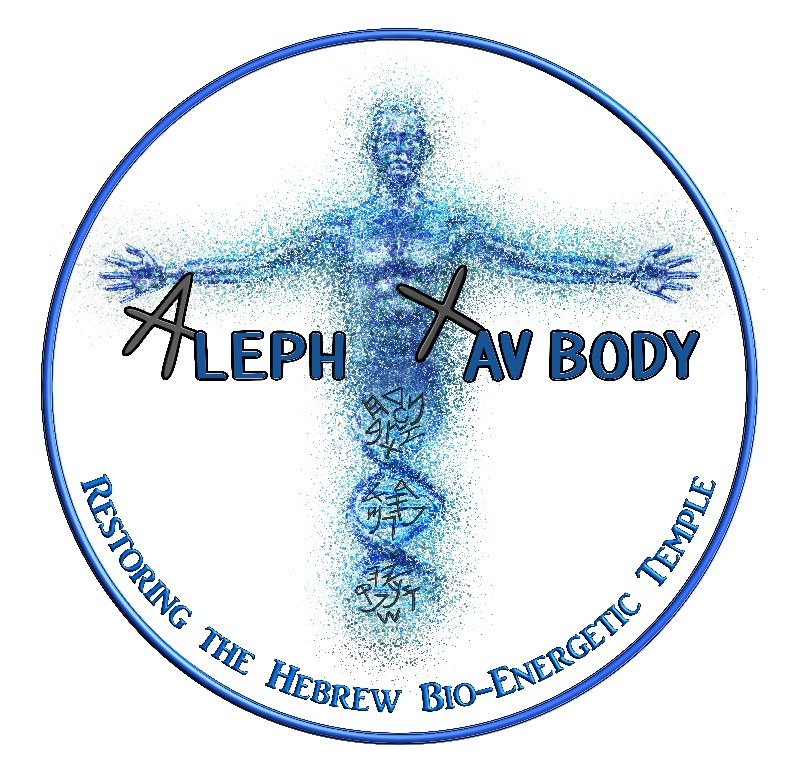 ALEPH TAV BODY
RESTORING THE HEBREW BIO-ENERGETIC TEMPLE